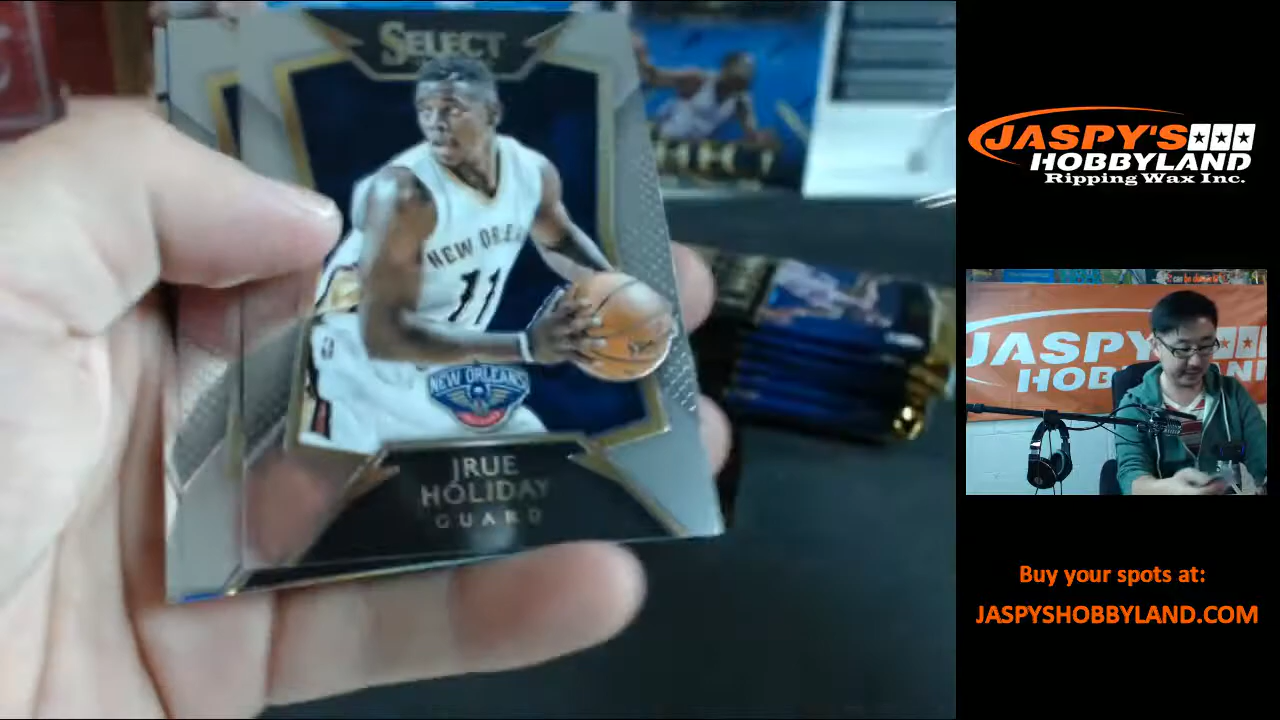 SELECT
NEW ORLEA
11
NEW ORLEANS
JRUE
HOLIDAY
GUARD
JASPY'S
HOBBYLAND
Ripping Wax Inc.
JASPY
HOB
Buy your spots at:
JASPYSHOBBYLAND.COM